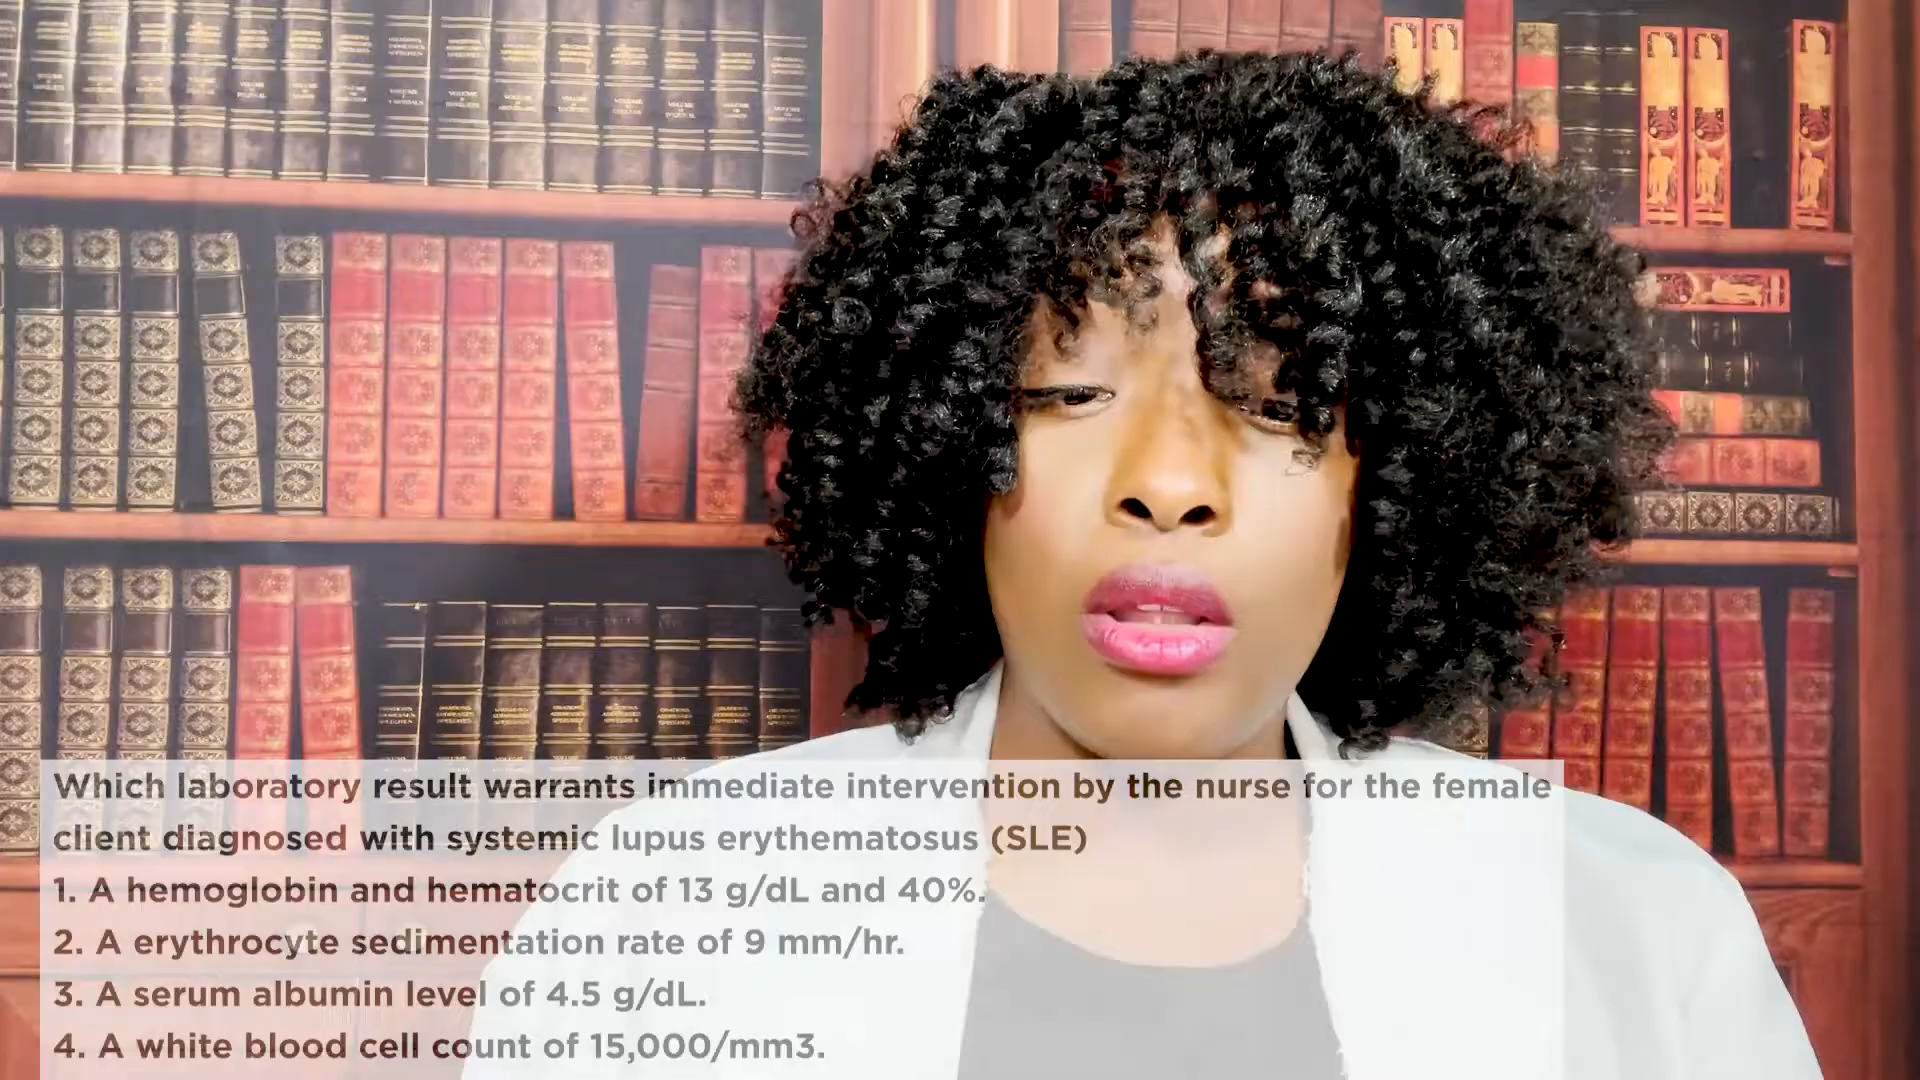 Which laboratory result warrants immediate intervention by the nurse for the female
client diagnosed with systemic lupus erythematosus (SLE)
1. A hemoglobin and hematocrit of 13 g/dL and 40%.
2. A erythrocyte sedimentation rate of 9 mm/hr.
3. A serum albumin level of 4.5 g/dL.
4. A white blood cell count of 15,000/mm3.